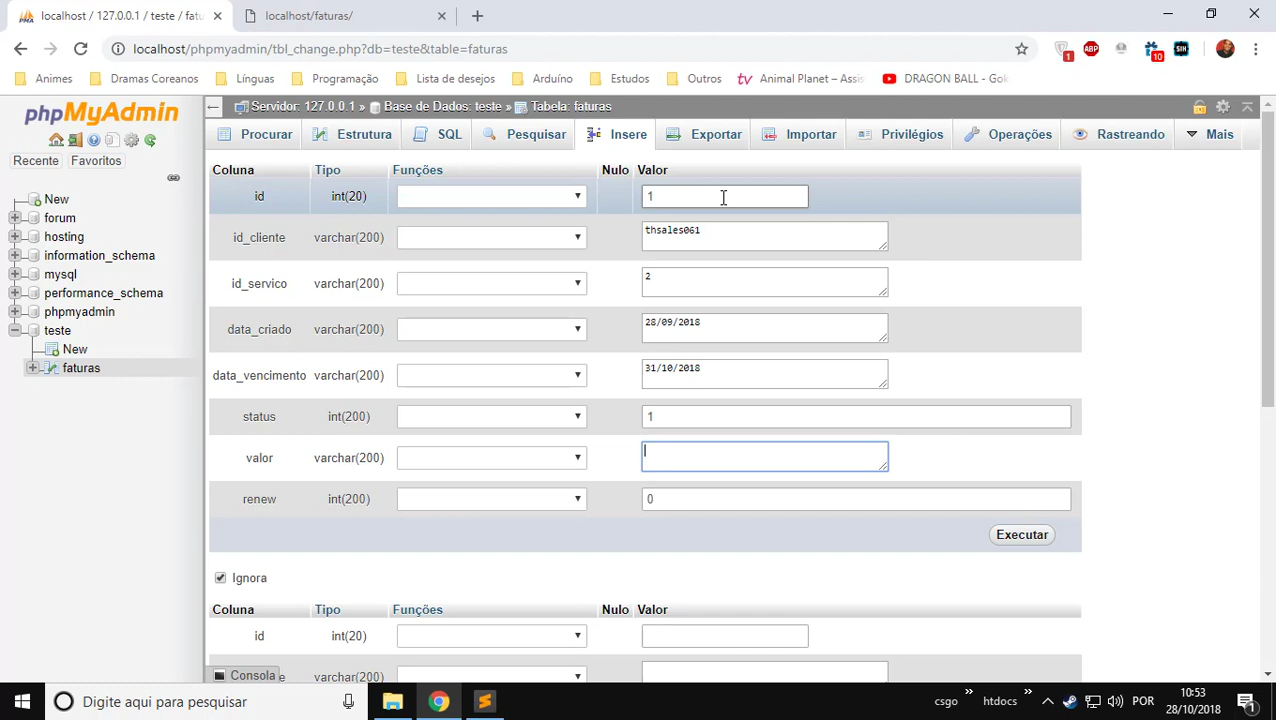 localhost / 127.0.0.1 / teste / fatu
localhost/faturas/
localhost/phpmyadmin/tbl_change.php?db=teste&table=faturas
1
ABP
10
SIH
Animes
Dramas Coreanos
Línguas
Programação
Lista de desejos
Arduíno
Estudos
Outros
tv Animal Planet – Assis
DRAGON BALL - Gok
phpMyAdmin
Recente
Favoritos
New
forum
hosting
information_schema
mysql
performance_schema
phpmyadmin
teste
New
faturas
Servidor: 127.0.0.1 » Base de Dados: teste » Tabela: faturas
Procurar
Estrutura
SQL
Pesquisar
Insere
Exportar
Importar
Privilégios
Operações
Rastreando
Mais
Coluna Tipo Funções Nulo Valor
id int(20) 1
id_cliente varchar(200) thsales061
id_servico varchar(200) 2
data_criado varchar(200) 28/09/2018
data_vencimento varchar(200) 31/10/2018
status int(200) 1
valor varchar(200)
renew int(200) 0
Executar
Ignora
Coluna Tipo Funções Nulo Valor
id int(20)
Consola
e varchar(200)
Digite aqui para pesquisar
csgo »
htdocs »
POR
10:53
28/10/2018
1